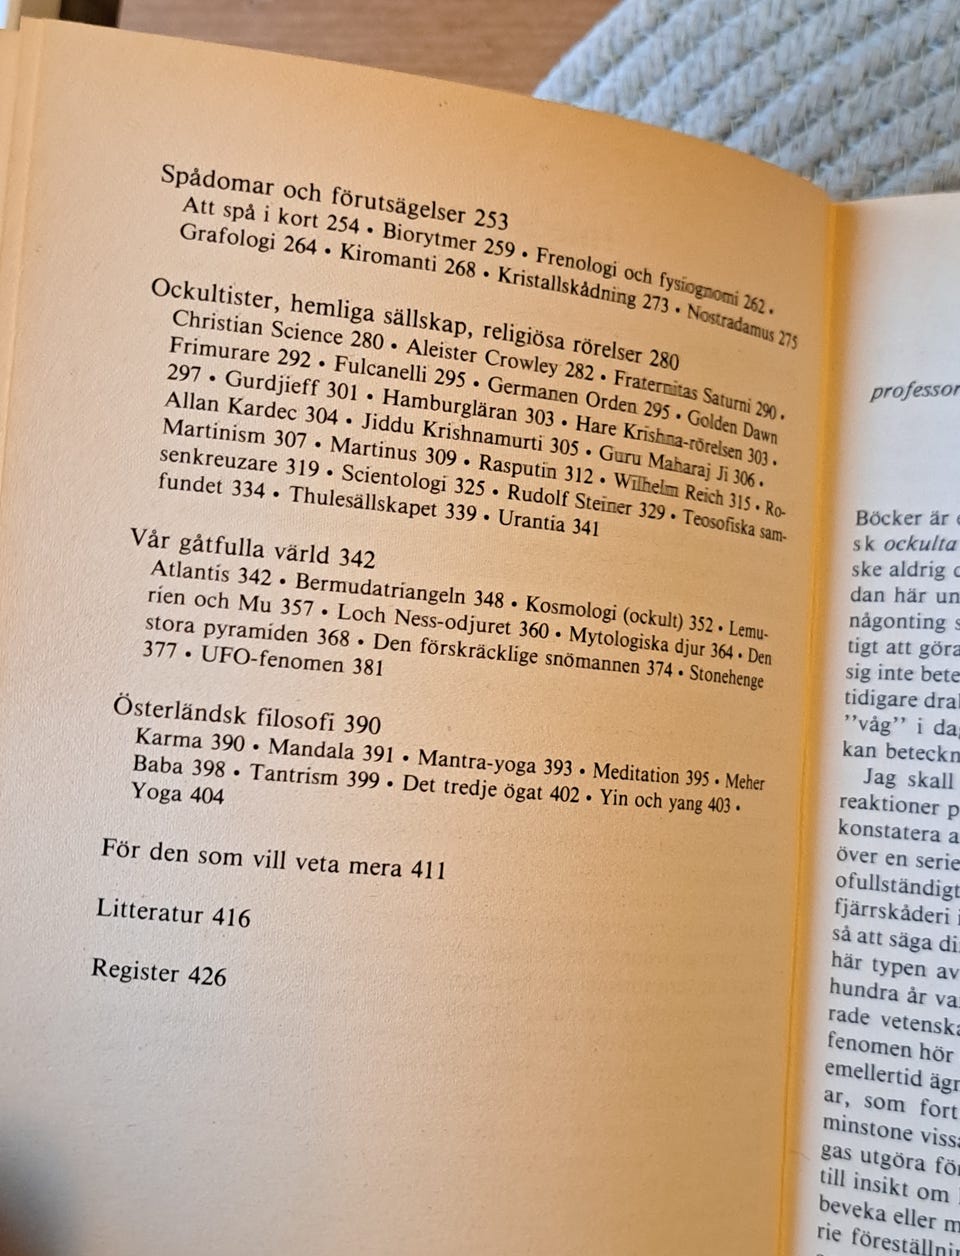 Spådomar och förutsägelser 253
Att spå i kort 254 • Biorytmer 259 • Frenologi och fysiognomi 262 •
Grafologi 264 • Kiromanti 268 • Kristallskådning 273 • Nostradamus 275
Ockultister, hemliga sällskap, religiösa rörelser 280
Christian Science 280 • Aleister Crowley 282 • Fraternitas Saturni 290 •
Frimurare 292 • Fulcanelli 295 • Germanen Orden 295 • Golden Dawn
297 • Gurdjieff 301 • Hamburgläran 303 • Hare Krishna-rörelsen 303 •
Allan Kardec 304 • Jiddu Krishnamurti 305 • Guru Maharaj Ji 306 •
Martinism 307 • Martinus 309 • Rasputin 312 • Wilhelm Reich 315 • Ro-
senkreuzare 319 • Scientologi 325 • Rudolf Steiner 329 • Teosofiska sam-
fundet 334 • Thulesällskapet 339 • Urantia 341
Vår gåtfulla värld 342
Atlantis 342 • Bermudatriangeln 348 • Kosmologi (ockult) 352 • Lemu-
rien och Mu 357 • Loch Ness-odjuret 360 • Mytologiska djur 364 • Den
stora pyramiden 368 • Den förskräcklige snömannen 374 • Stonehenge
377 • UFO-fenomen 381
Österländsk filosofi 390
Karma 390 • Mandala 391 • Mantra-yoga 393 • Meditation 395 • Meher
Baba 398 • Tantrism 399 • Det tredje ögat 402 • Yin och yang 403 •
Yoga 404
För den som vill veta mera 411
Litteratur 416
Register 426
professor
Böcker är
sk ockulta
ske aldrig
dan här un
någonting
tigt att göra
sig inte bete
tidigare dra
"våg" i da
kan beteckn
Jag skall
reaktioner p
konstatera a
över en serie
ofullständigt
fjärrskåderi i
så att säga di
här typen av
hundra år va
rade vetenska
fenomen hör
emellertid ägn
ar, som fort
minstone vissa
gas utgöra för
till insikt om
beveka eller m
rie föreställni